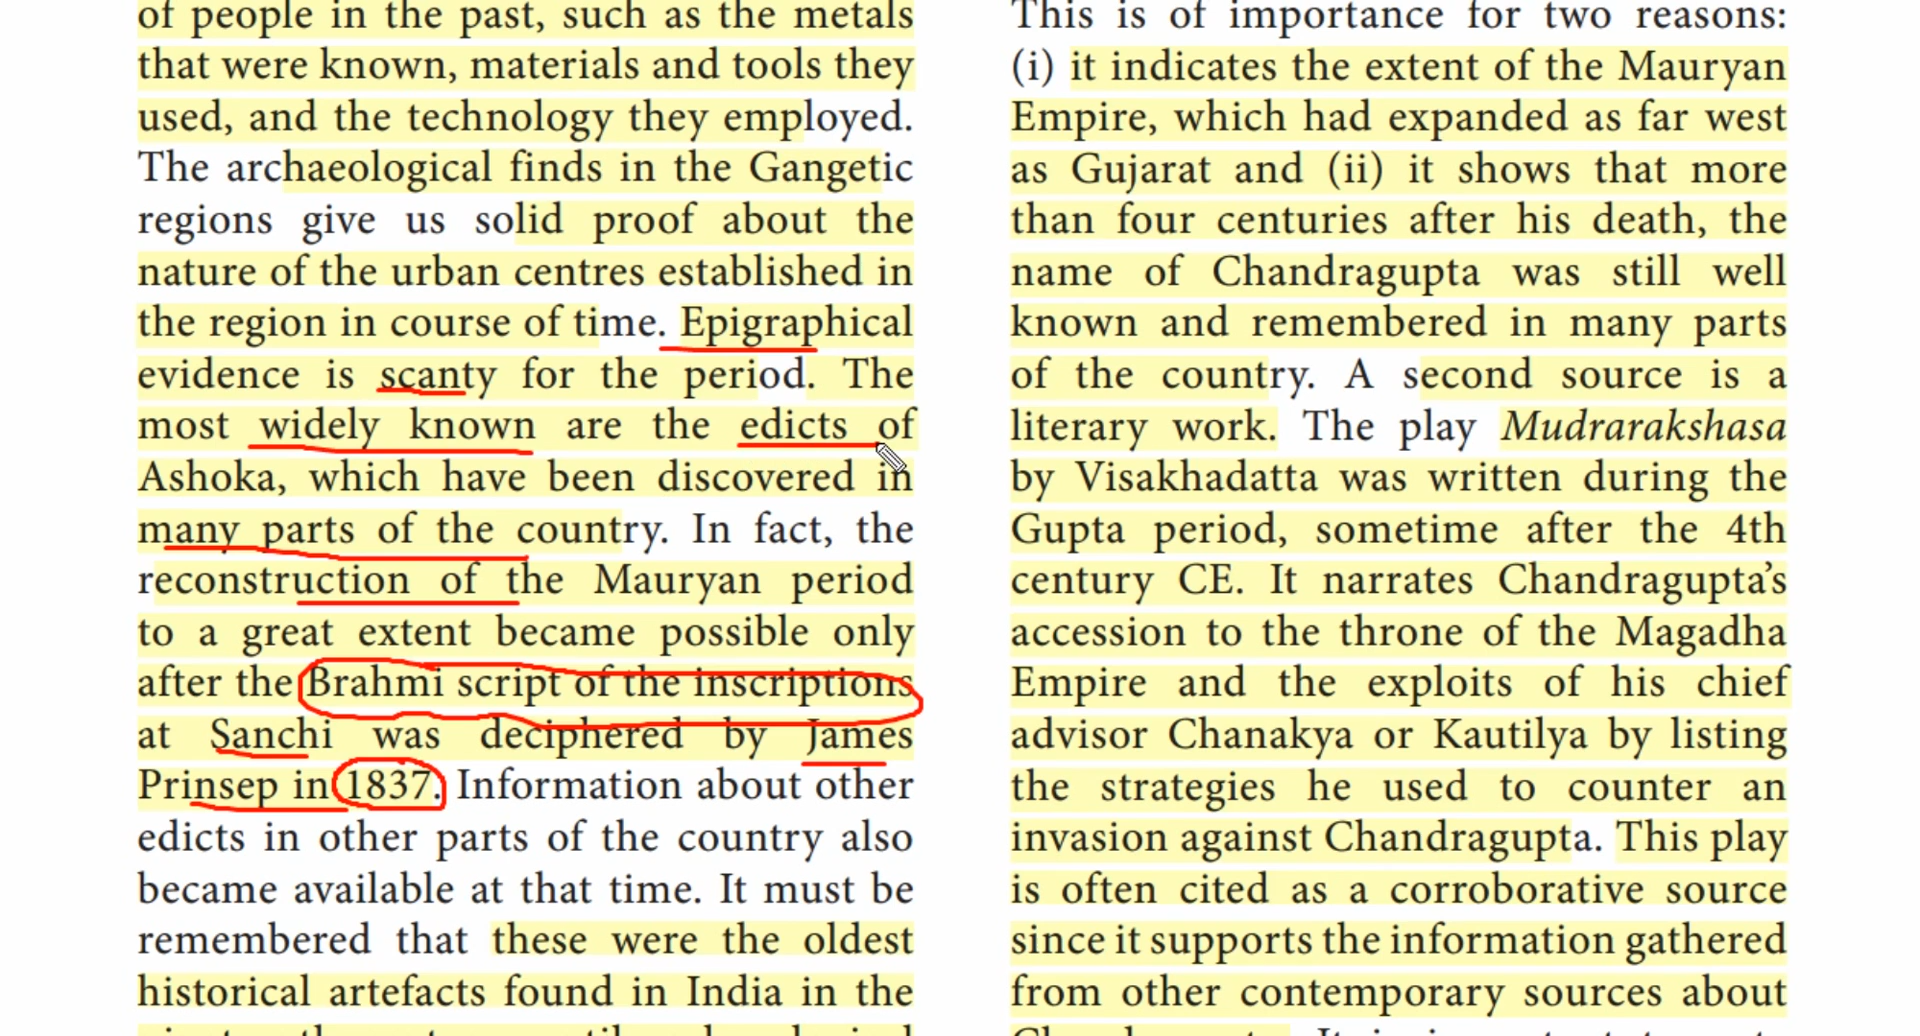 of people in the past, such as the metals
that were known, materials and tools they
used, and the technology they employed.
The archaeological finds in the Gangetic
regions give us solid proof about the
nature of the urban centres established in
the region in course of time. Epigraphical
evidence is scanty for the period. The
most widely known are the edicts of
Ashoka, which have been discovered in
many parts of the country. In fact, the
reconstruction of the Mauryan period
to a great extent became possible only
after the Brahmi script of the inscriptions
at Sanchi was deciphered by James
Prinsep in 1837. Information about other
edicts in other parts of the country also
became available at that time. It must be
remembered that these were the oldest
historical artefacts found in India in the
This is of importance for two reasons:
(i) it indicates the extent of the Mauryan
Empire, which had expanded as far west
as Gujarat and (ii) it shows that more
than four centuries after his death, the
name of Chandragupta was still well
known and remembered in many parts
of the country. A second source is a
literary work. The play Mudrarakshasa
by Visakhadatta was written during the
Gupta period, sometime after the 4th
century CE. It narrates Chandragupta’s
accession to the throne of the Magadha
Empire and the exploits of his chief
advisor Chanakya or Kautilya by listing
the strategies he used to counter an
invasion against Chandragupta. This play
is often cited as a corroborative source
since it supports the information gathered
from other contemporary sources about